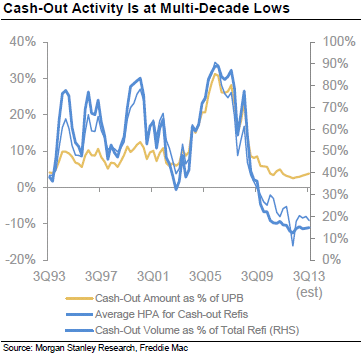 Cash-Out Activity Is at Multi-Decade Lows
40% 100%
90%
30% 80%
70%
20% 60%
10% 50%
40%
0% 30%
-10% 20%
10%
-20% 0%
3Q93 3Q97 3Q01 3Q05 3Q09 3Q13
(est)
Cash-Out Amount as % of UPB
Average HPA for Cash-out Refis
Cash-Out Volume as % of Total Refi (RHS)
Source: Morgan Stanley Research, Freddie Mac